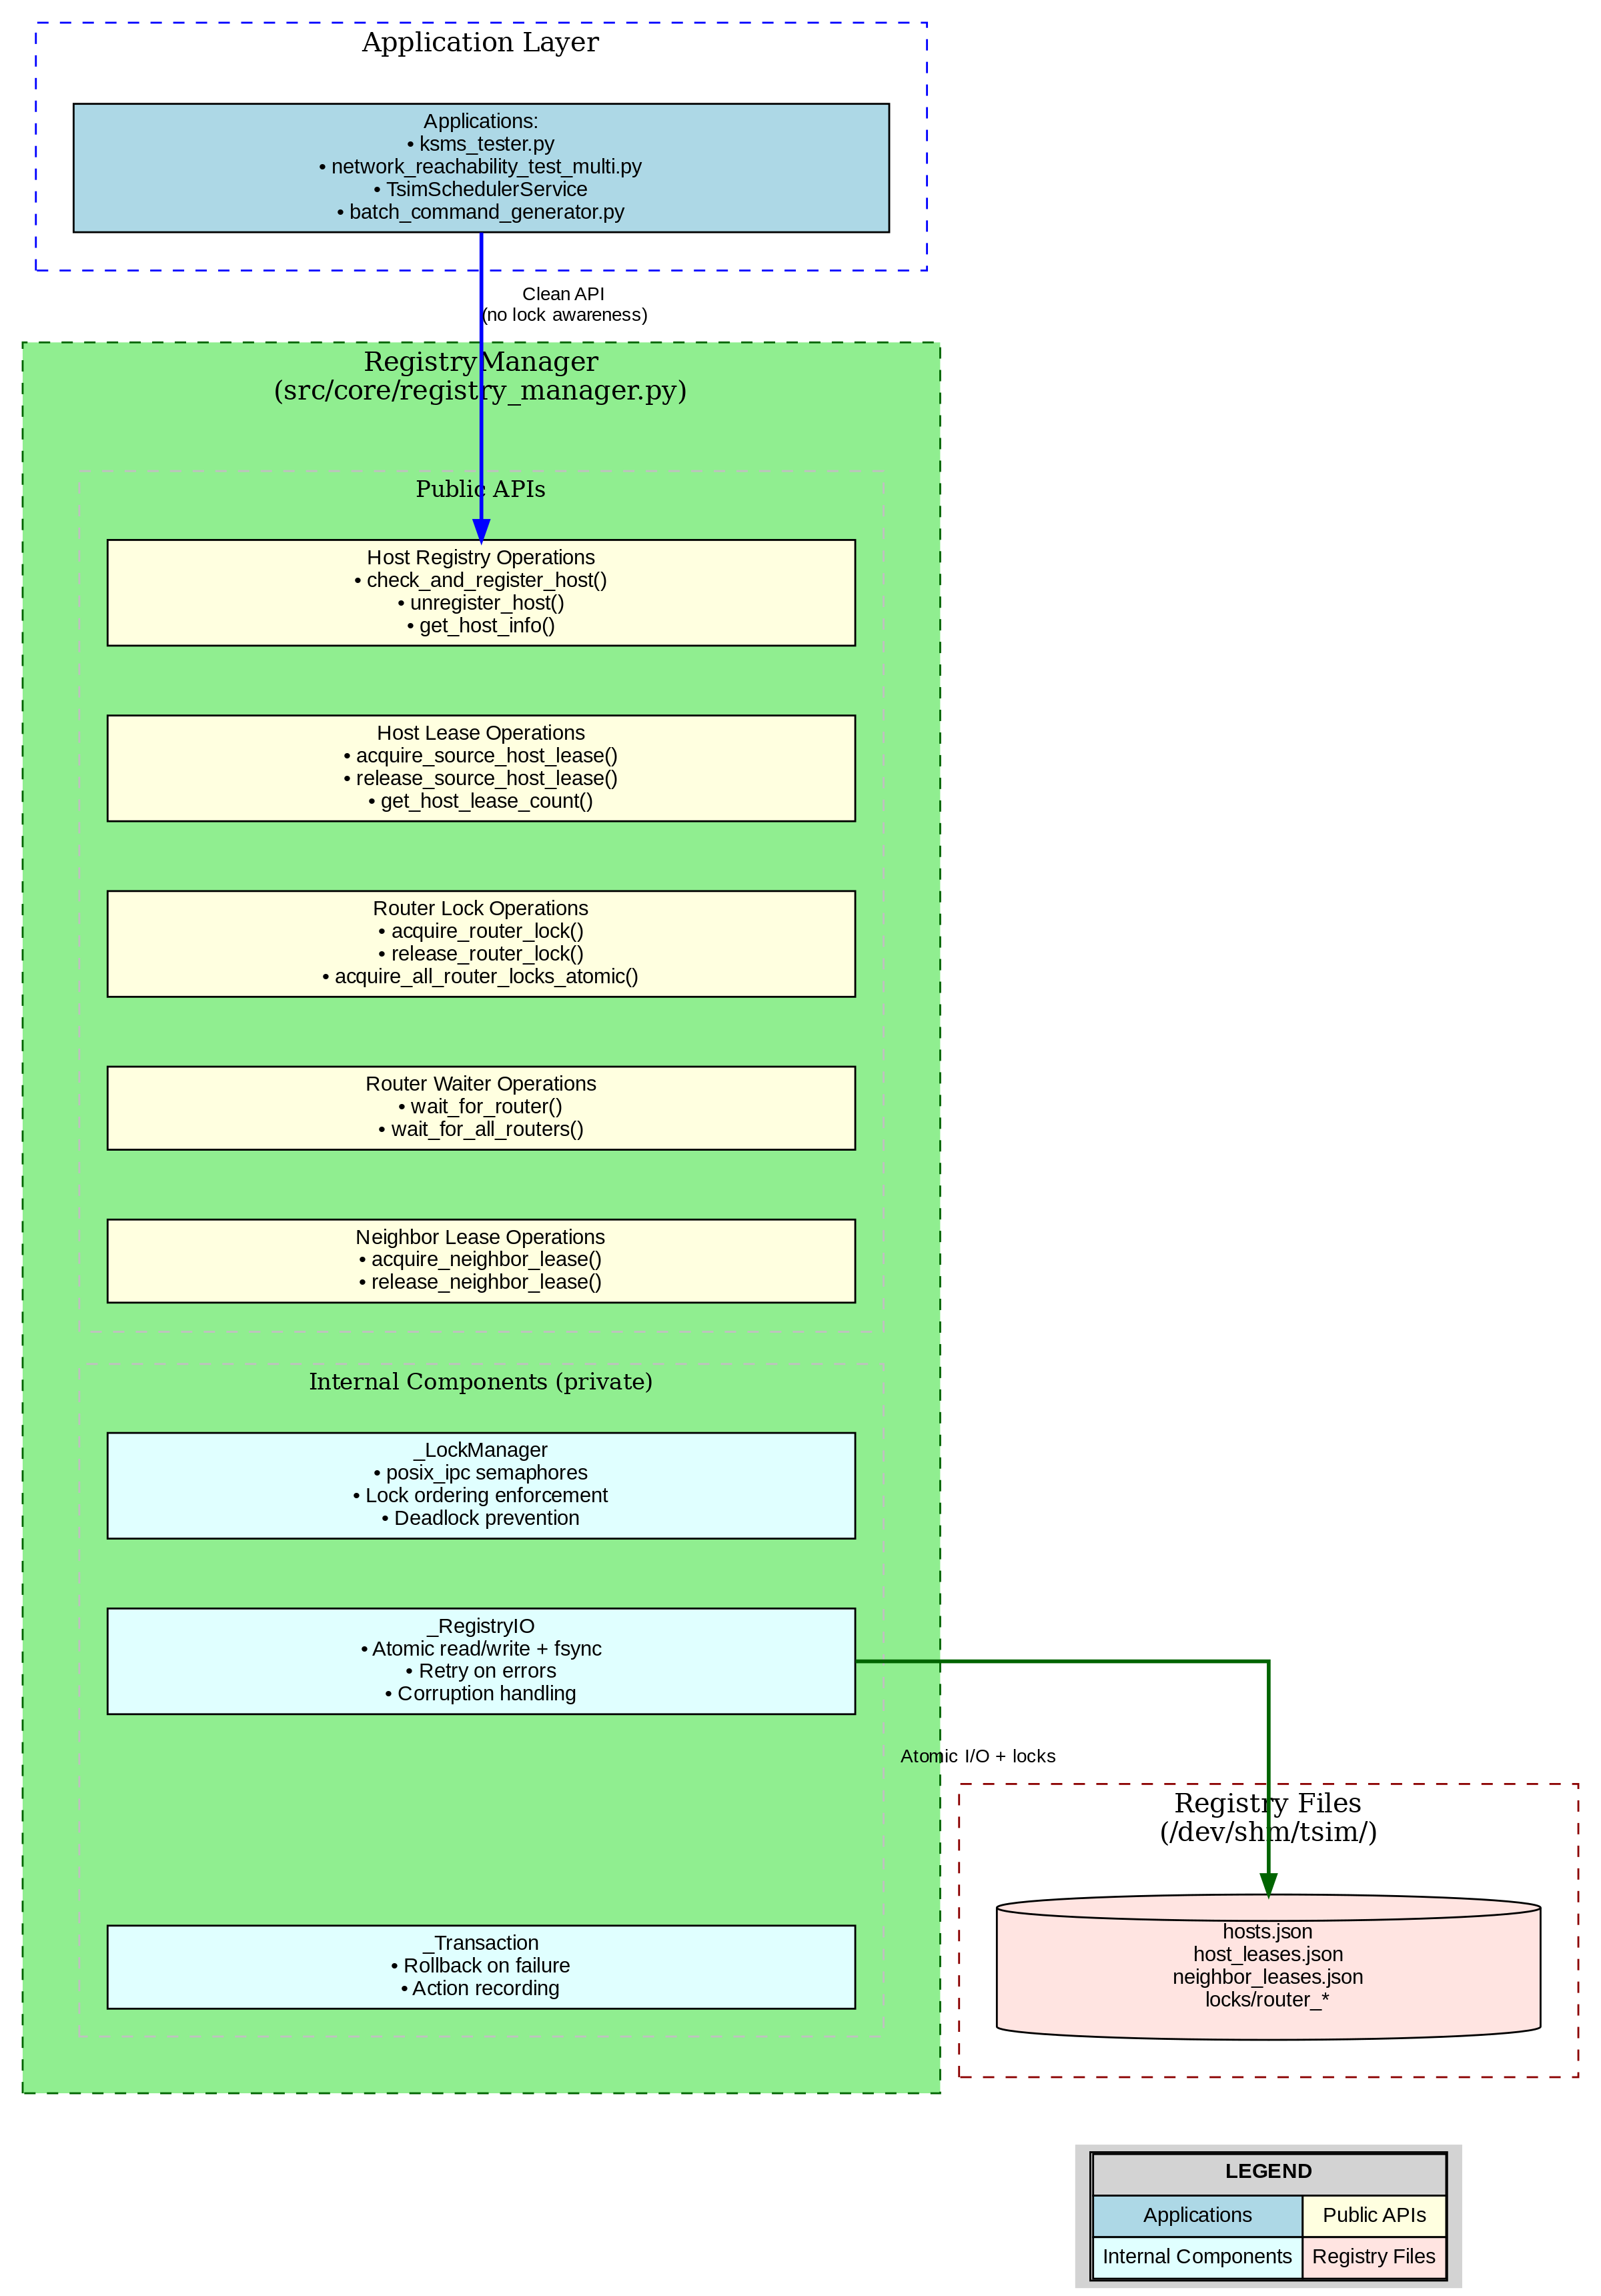 Application Layer
Applications:
• ksms_tester.py
• network_reachability_test_multi.py
• TsimSchedulerService
• batch_command_generator.py
Clean API
(no lock awareness)
RegistryManager
(src/core/registry_manager.py)
Public APIs
Host Registry Operations
• check_and_register_host()
• unregister_host()
• get_host_info()
Host Lease Operations
• acquire_source_host_lease()
• release_source_host_lease()
• get_host_lease_count()
Router Lock Operations
• acquire_router_lock()
• release_router_lock()
• acquire_all_router_locks_atomic()
Router Waiter Operations
• wait_for_router()
• wait_for_all_routers()
Neighbor Lease Operations
• acquire_neighbor_lease()
• release_neighbor_lease()
Internal Components (private)
_LockManager
• posix_ipc semaphores
• Lock ordering enforcement
• Deadlock prevention
_RegistryIO
• Atomic read/write + fsync
• Retry on errors
• Corruption handling
Atomic I/O + locks
Registry Files
(/dev/shm/tsim/)
hosts.json
host_leases.json
neighbor_leases.json
locks/router_*
_Transaction
• Rollback on failure
• Action recording
LEGEND
Applications
Public APIs
Internal Components
Registry Files